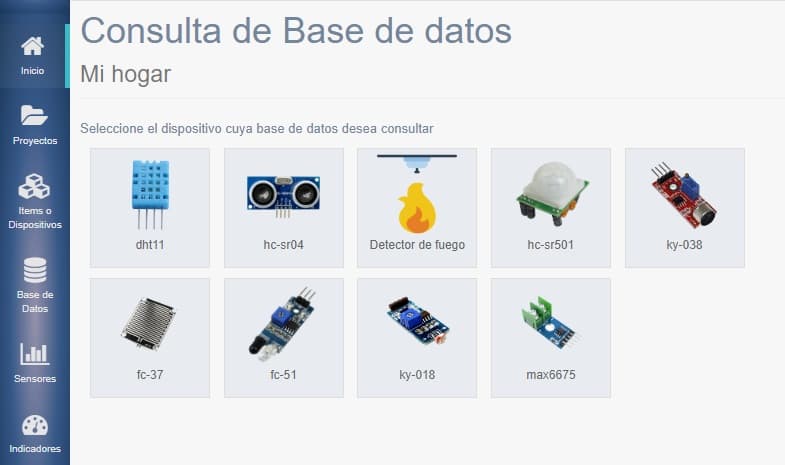 Consulta de Base de datos
Mi hogar
Seleccione el dispositivo cuya base de datos desea consultar
Inicio
Proyectos
Items o
Dispositivos
Base de
Datos
Sensores
Indicadores
dht11
hc-sr04
Detector de fuego
hc-sr501
ky-038
fc-37
fc-51
ky-018
max6675